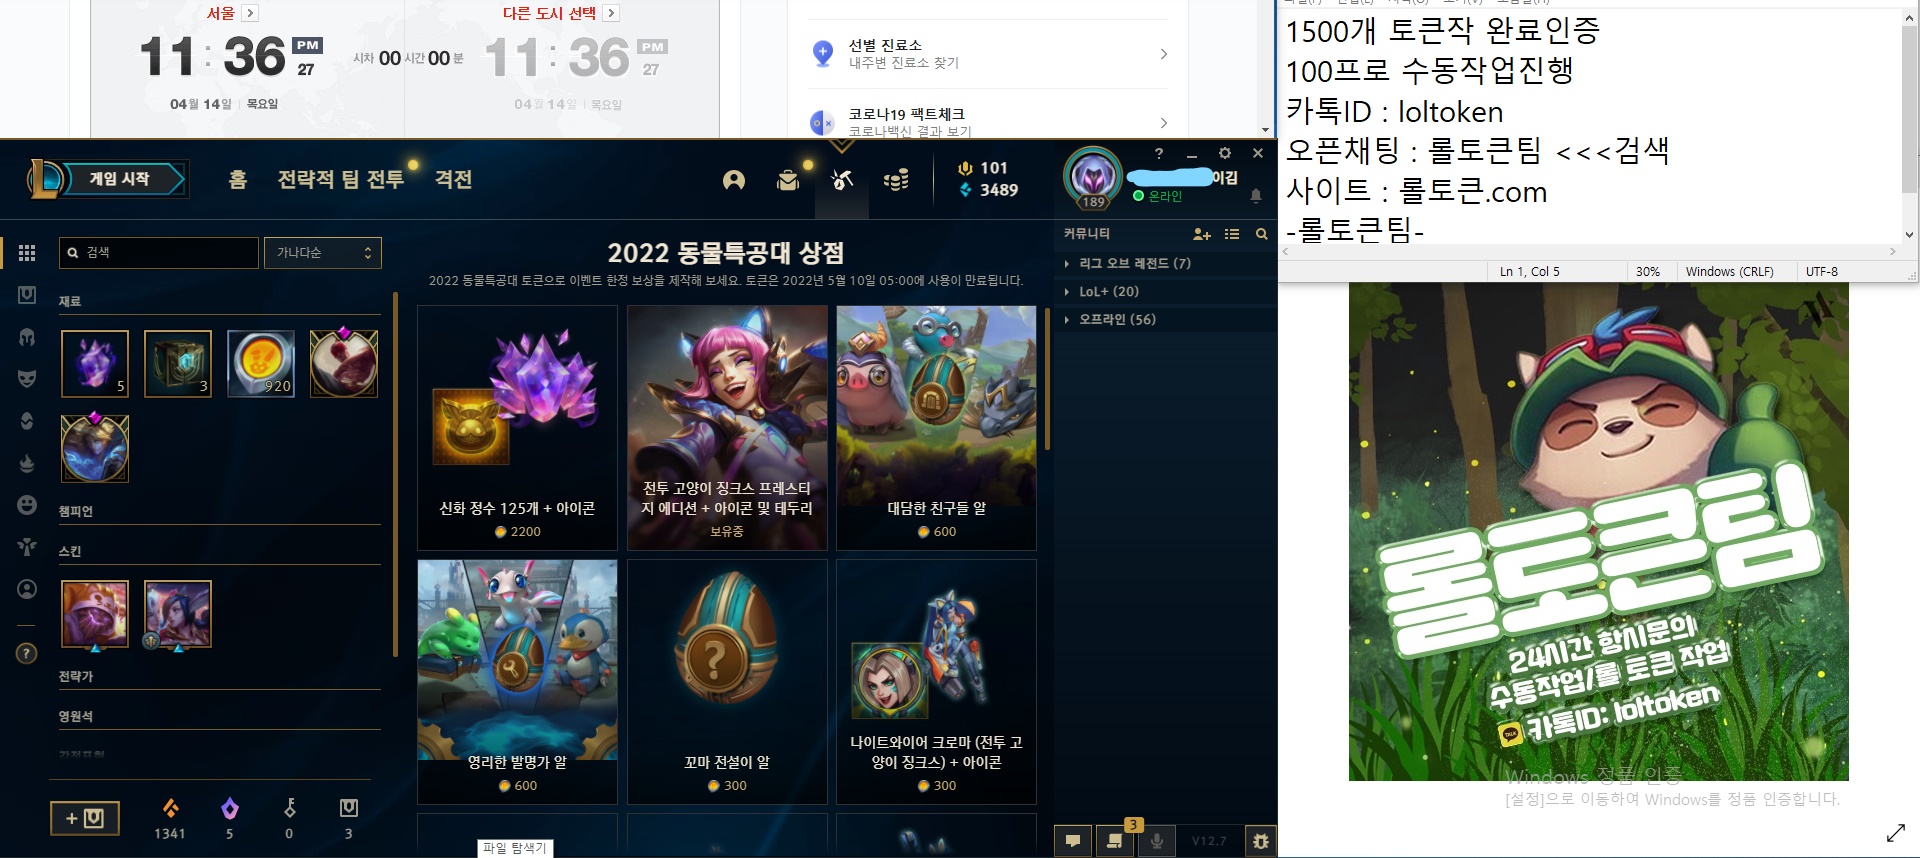 서울
다른 도시 선택
11:36 PM 27
시차 00 시간 00 분
11:36 PM 27
04월 14일 | 목요일
04월 14일 | 목요일
선별 진료소
내주변 진료소 찾기
코로나19 팩트체크
코로나백신 결과 보기
1500개 토큰작 완료인증
100프로 수동작업진행
카톡ID : loltoken
오픈채팅 : 롤토큰팀 <<<검색
사이트 : 롤토큰.com
-롤토큰팀-
Ln 1, Col 5
30%
Windows (CRLF)
UTF-8
게임 시작
홈
전략적 팀 전투
격전
101
3489
189
이김
온라인
검색
가나다순
재료
5
3
920
챔피언
스킨
전략가
영원석
1341
5
0
3
2022 동물특공대 상점
2022 동물특공대 토큰으로 이벤트 한정 보상을 제작해 보세요. 토큰은 2022년 5월 10일 05:00에 사용이 만료됩니다.
신화 정수 125개 + 아이콘
2200
전투 고양이 징크스 프레스티
지 에디션 + 아이콘 및 테두리
보유중
대담한 친구들 알
600
영리한 발명가 알
600
꼬마 전설이 알
300
나이트와이어 크로마 (전투 고
양이 징크스) + 아이콘
300
파일 탐색기
커뮤니티
리그 오브 레전드 (7)
LoL+ (20)
오프라인 (56)
3
V12.7
롤토큰팀
24시간 항시문의
수동작업/롤 토큰 작업
TALK
카톡ID: loltoken
Windows 정품 인증
[설정]으로 이동하여 Windows를 정품 인증합니다.